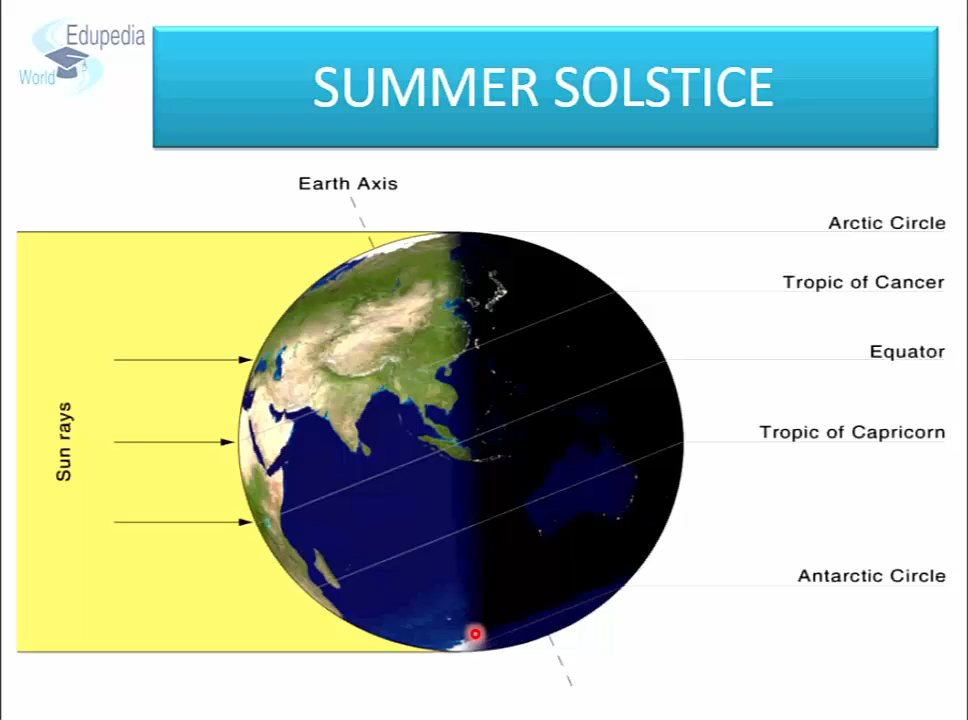 Edupedia
World
SUMMER SOLSTICE
Earth Axis
Arctic Circle
Tropic of Cancer
Equator
Tropic of Capricorn
Sun rays
Antarctic Circle